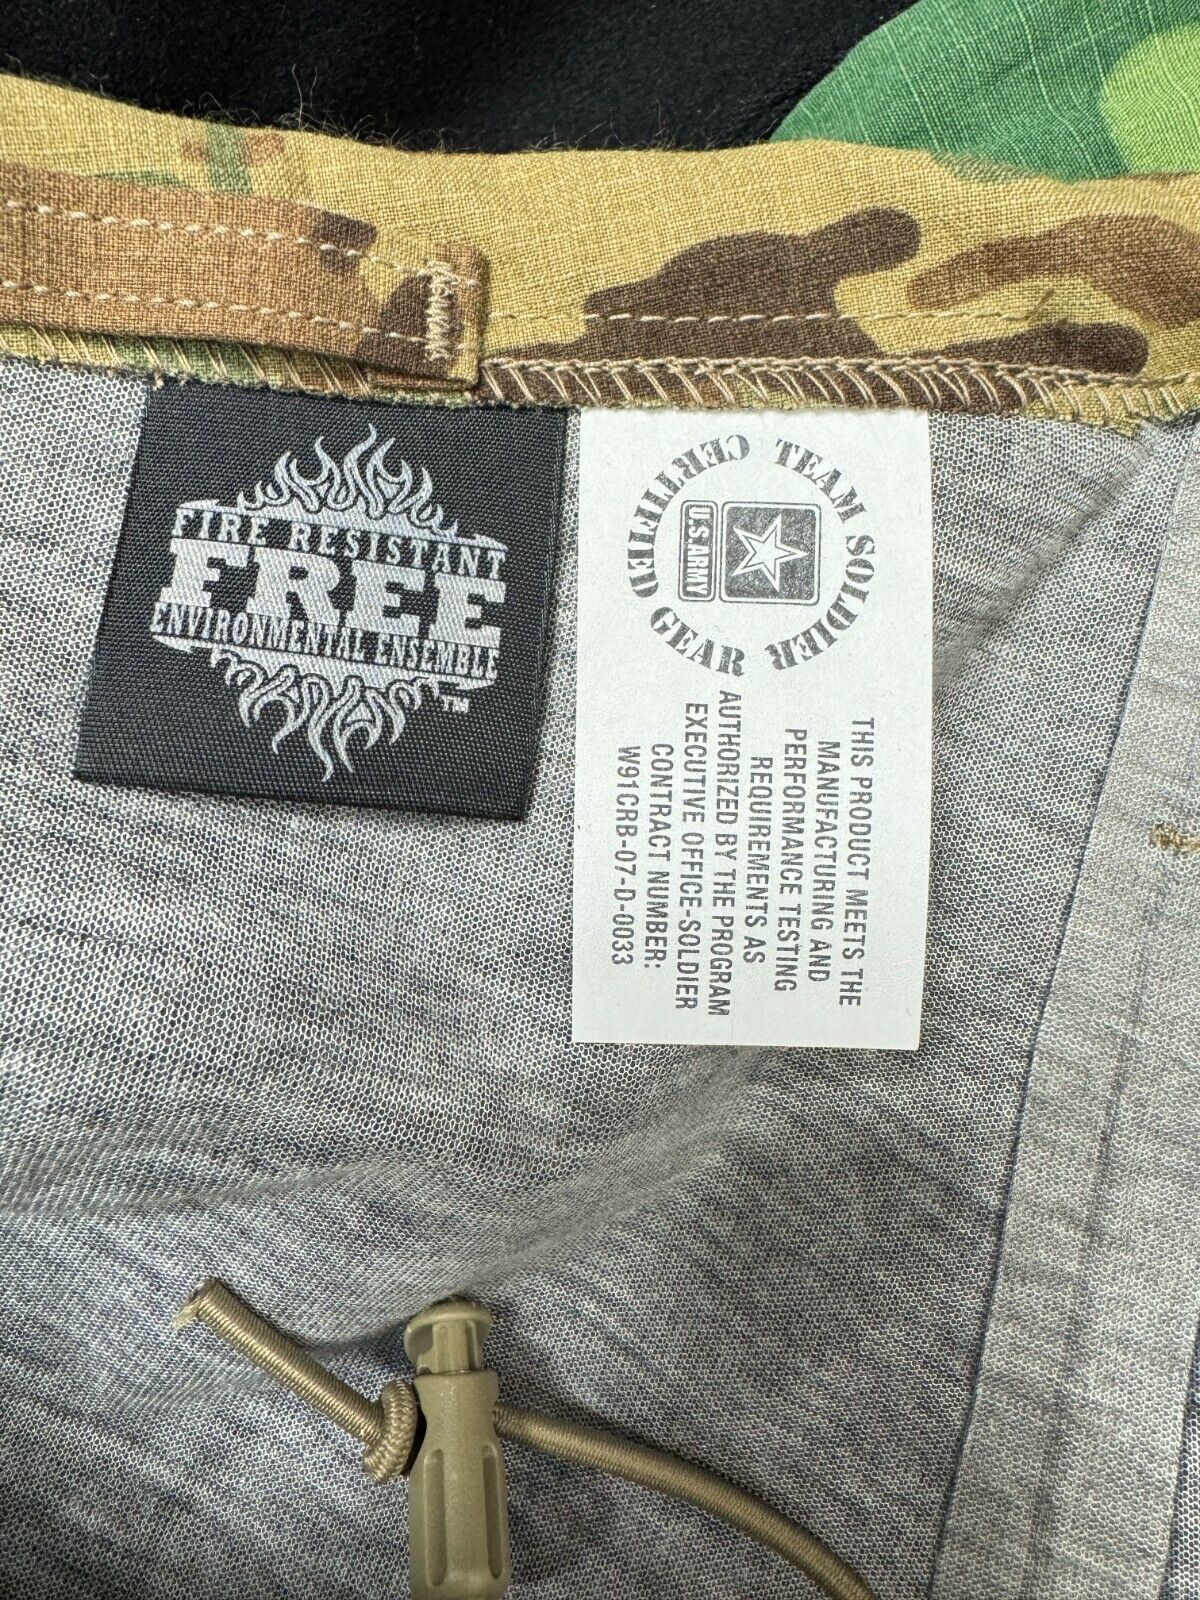 FIRE RESISTANT
FREE
ENVIRONMENTAL ENSEMBLE
TM
TEAM SOLDIER
CERTIFIED GEAR
U.S.ARMY
THIS PRODUCT MEETS THE
MANUFACTURING AND
PERFORMANCE TESTING
REQUIREMENTS AS
AUTHORIZED BY THE PROGRAM
EXECUTIVE OFFICE-SOLDIER
CONTRACT NUMBER:
W91CRB-07-D-0033